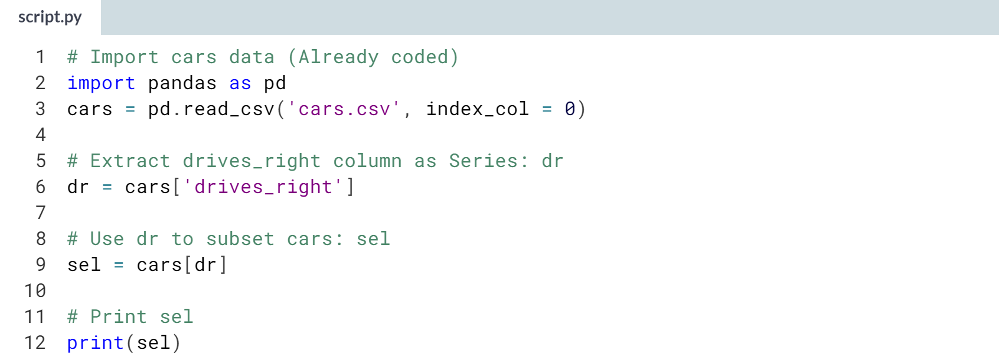 script.py
1 # Import cars data (Already coded)
2 import pandas as pd
3 cars = pd.read_csv('cars.csv', index_col = 0)
4
5 # Extract drives_right column as Series: dr
6 dr = cars['drives_right']
7
8 # Use dr to subset cars: sel
9 sel = cars[dr]
10
11 # Print sel
12 print(sel)